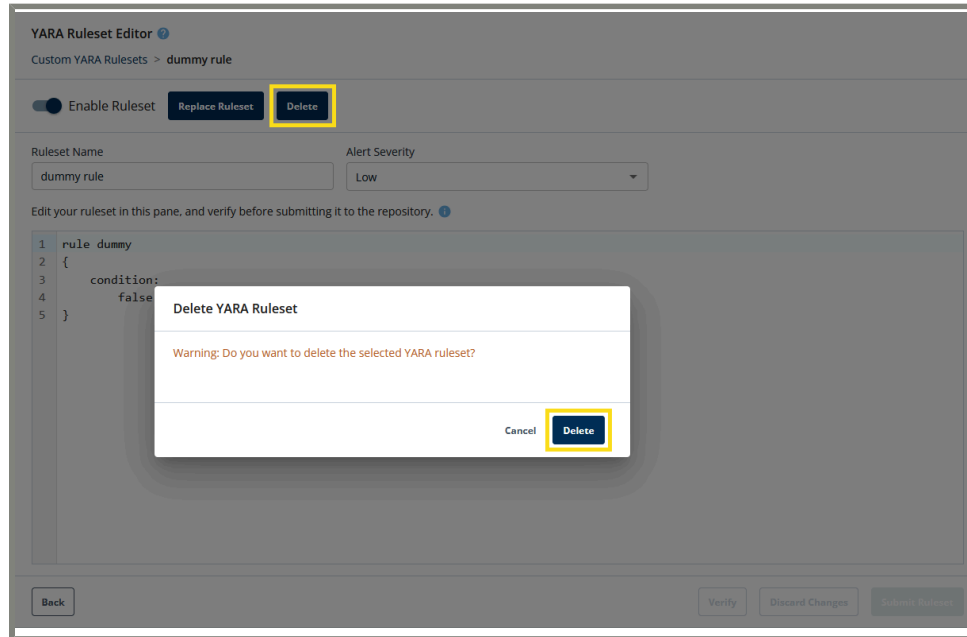 YARA Ruleset Editor ?
Custom YARA Rulesets > dummy rule
Enable Ruleset Replace Ruleset Delete
Ruleset Name Alert Severity
dummy rule Low
Edit your ruleset in this pane, and verify before submitting it to the repository. i
1 rule dummy
2 {
3 condition:
4 false
5 }
Delete YARA Ruleset
Warning: Do you want to delete the selected YARA ruleset?
Cancel Delete
Back Verify Discard Changes Submit Ruleset